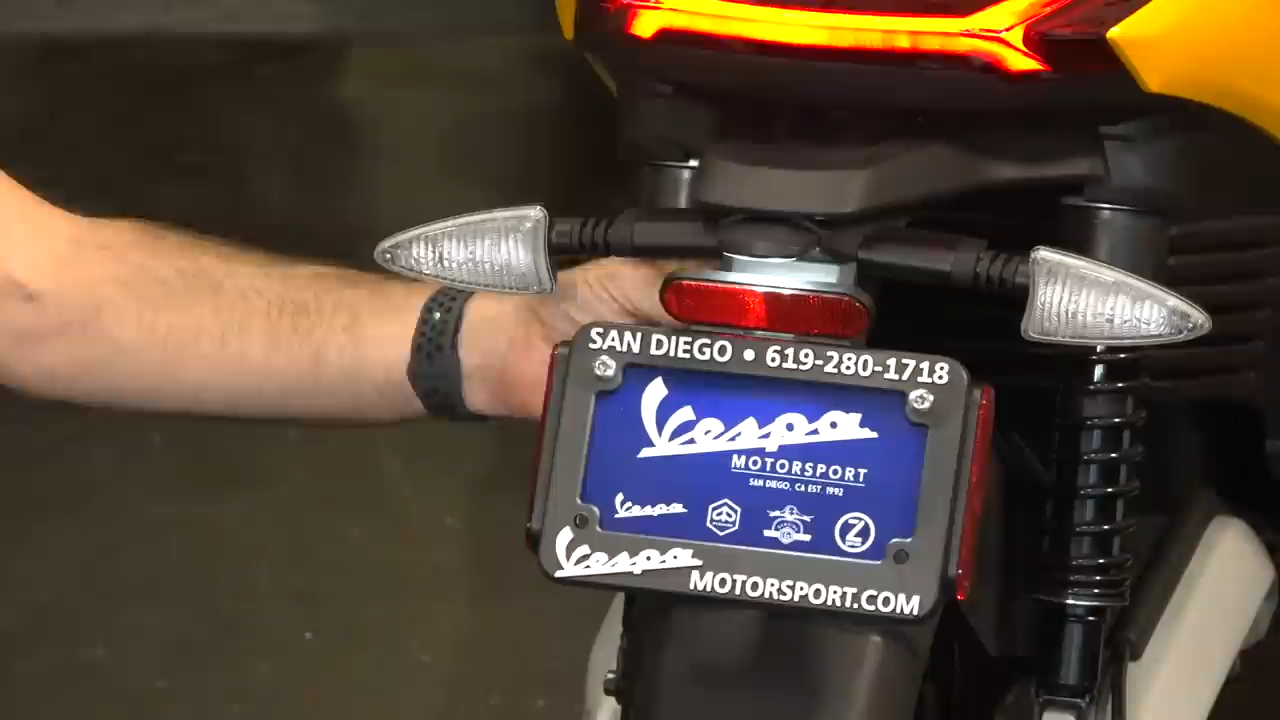 SAN DIEGO • 619-280-1718
Vespa
MOTORSPORT
SAN DIEGO, CA EST. 1992
Vespa
Z
Vespa
MOTORSPORT.COM